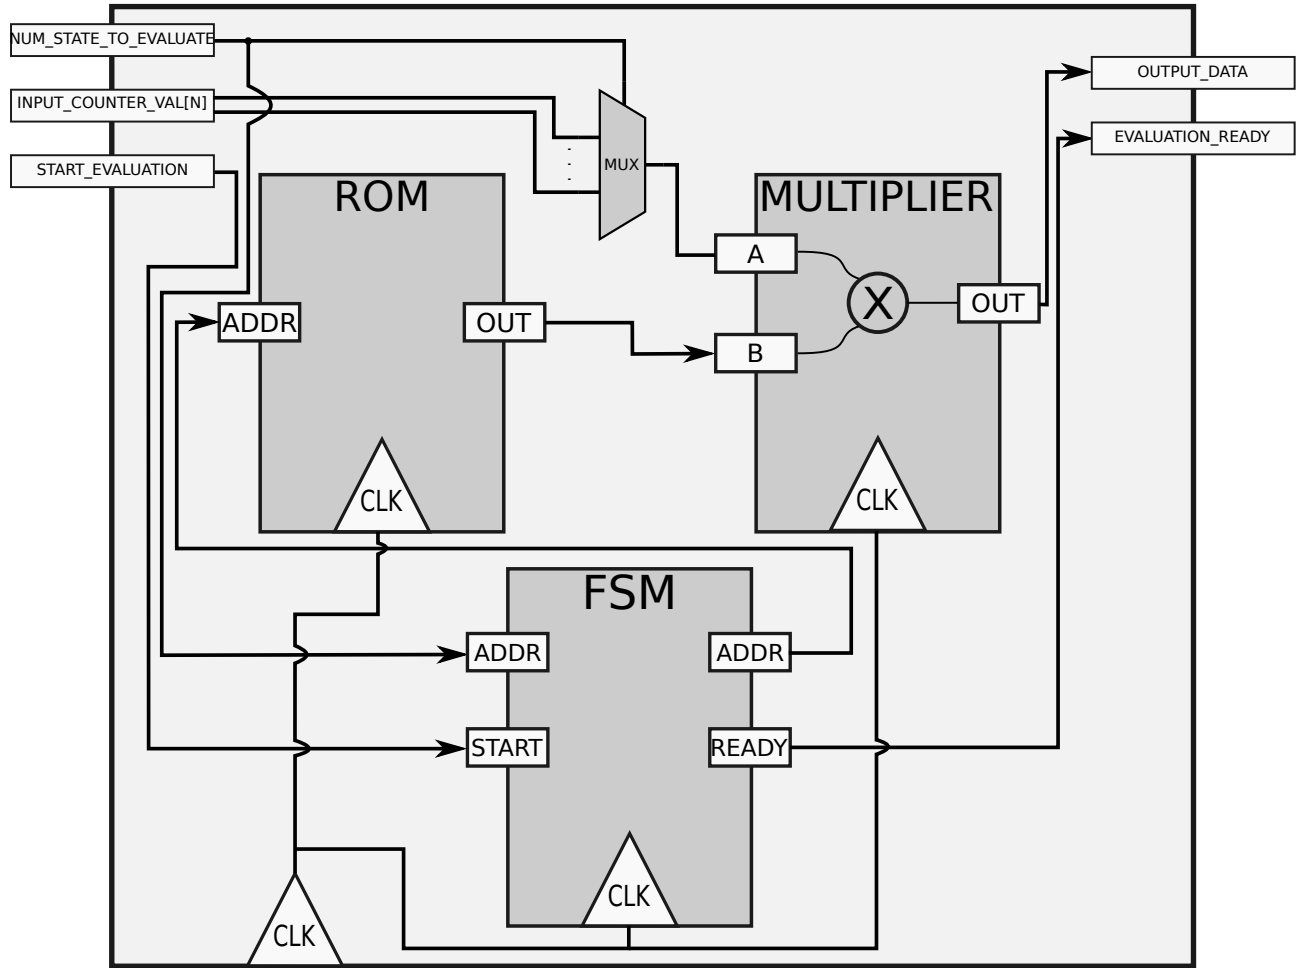 NUM_STATE_TO_EVALUATE
INPUT_COUNTER_VAL[N]
START_EVALUATION
OUTPUT_DATA
EVALUATION_READY
MUX
ROM
ADDR
OUT
CLK
MULTIPLIER
A
B
X
OUT
CLK
FSM
ADDR
ADDR
START
READY
CLK
CLK